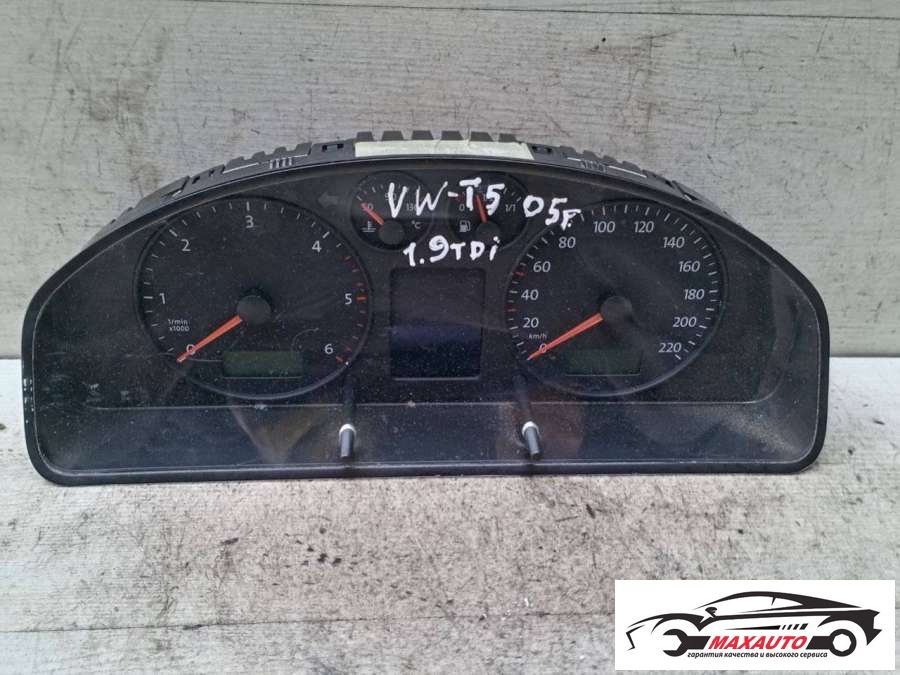 VW-T5 05г.
1.9TDi
50 130 °C
0 1/1
0 1 2 3 4 5 6
1/min
x1000
0 20 40 60 80 100 120 140 160 180 200 220
km/h
MAXAUTO
гарантия качества и высокого сервиса